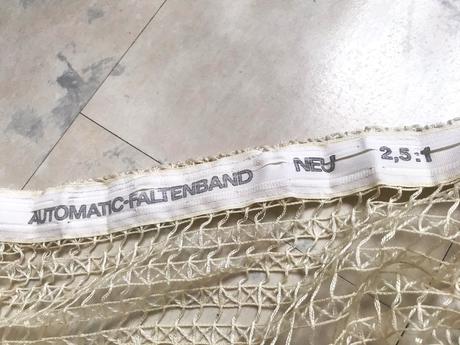 AUTOMATIC-FALTENBAND NEU 2,5:1